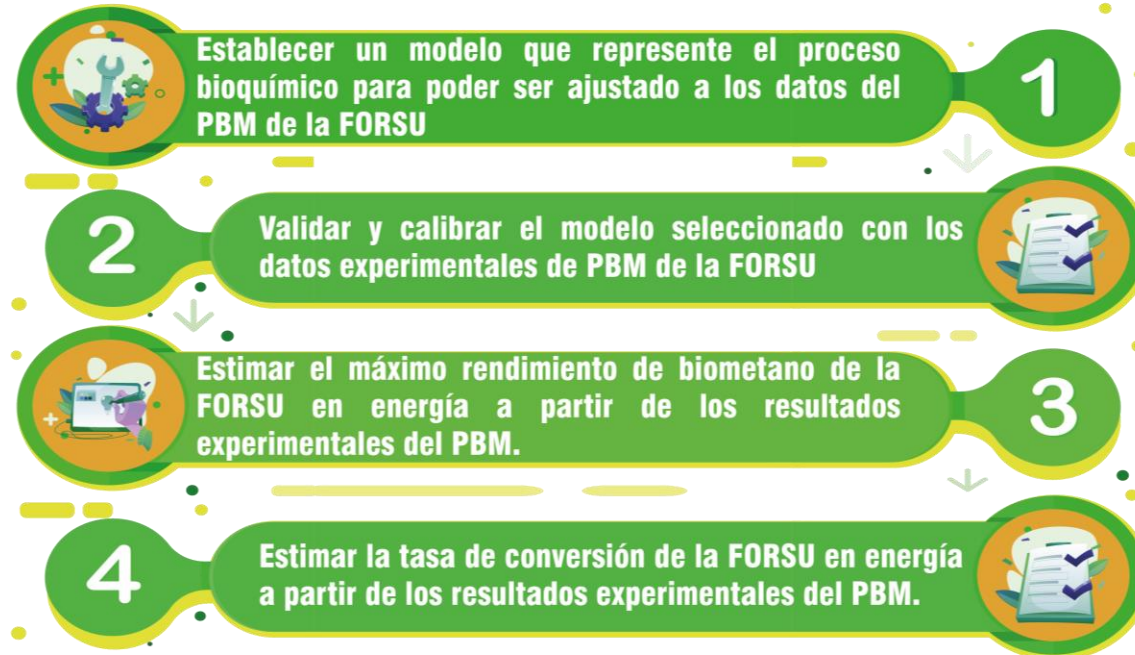 Establecer un modelo que represente el proceso
bioquímico para poder ser ajustado a los datos del
PBM de la FORSU
1
2
Validar y calibrar el modelo seleccionado con los
datos experimentales de PBM de la FORSU
Estimar el máximo rendimiento de biometano de la
FORSU en energía a partir de los resultados
experimentales del PBM.
3
4
Estimar la tasa de conversión de la FORSU en energía
a partir de los resultados experimentales del PBM.